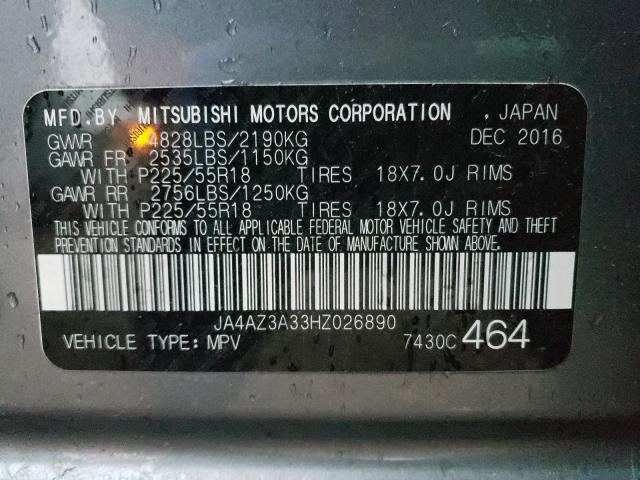 MFD.BY MITSUBISHI MOTORS CORPORATION , JAPAN
GVWR 4828LBS/2190KG DEC 2016
GAWR FR 2535LBS/1150KG
WITH P225/55R18 TIRES 18X7.0J RIMS
GAWR RR 2756LBS/1250KG
WITH P225/55R18 TIRES 18X7.0J RIMS
THIS VEHICLE CONFORMS TO ALL APPLICABLE FEDERAL MOTOR VEHICLE SAFETY AND THEFT
PREVENTION STANDARDS IN EFFECT ON THE DATE OF MANUFACTURE SHOWN ABOVE.
JA4AZ3A33HZ026890
VEHICLE TYPE: MPV 7430C 464